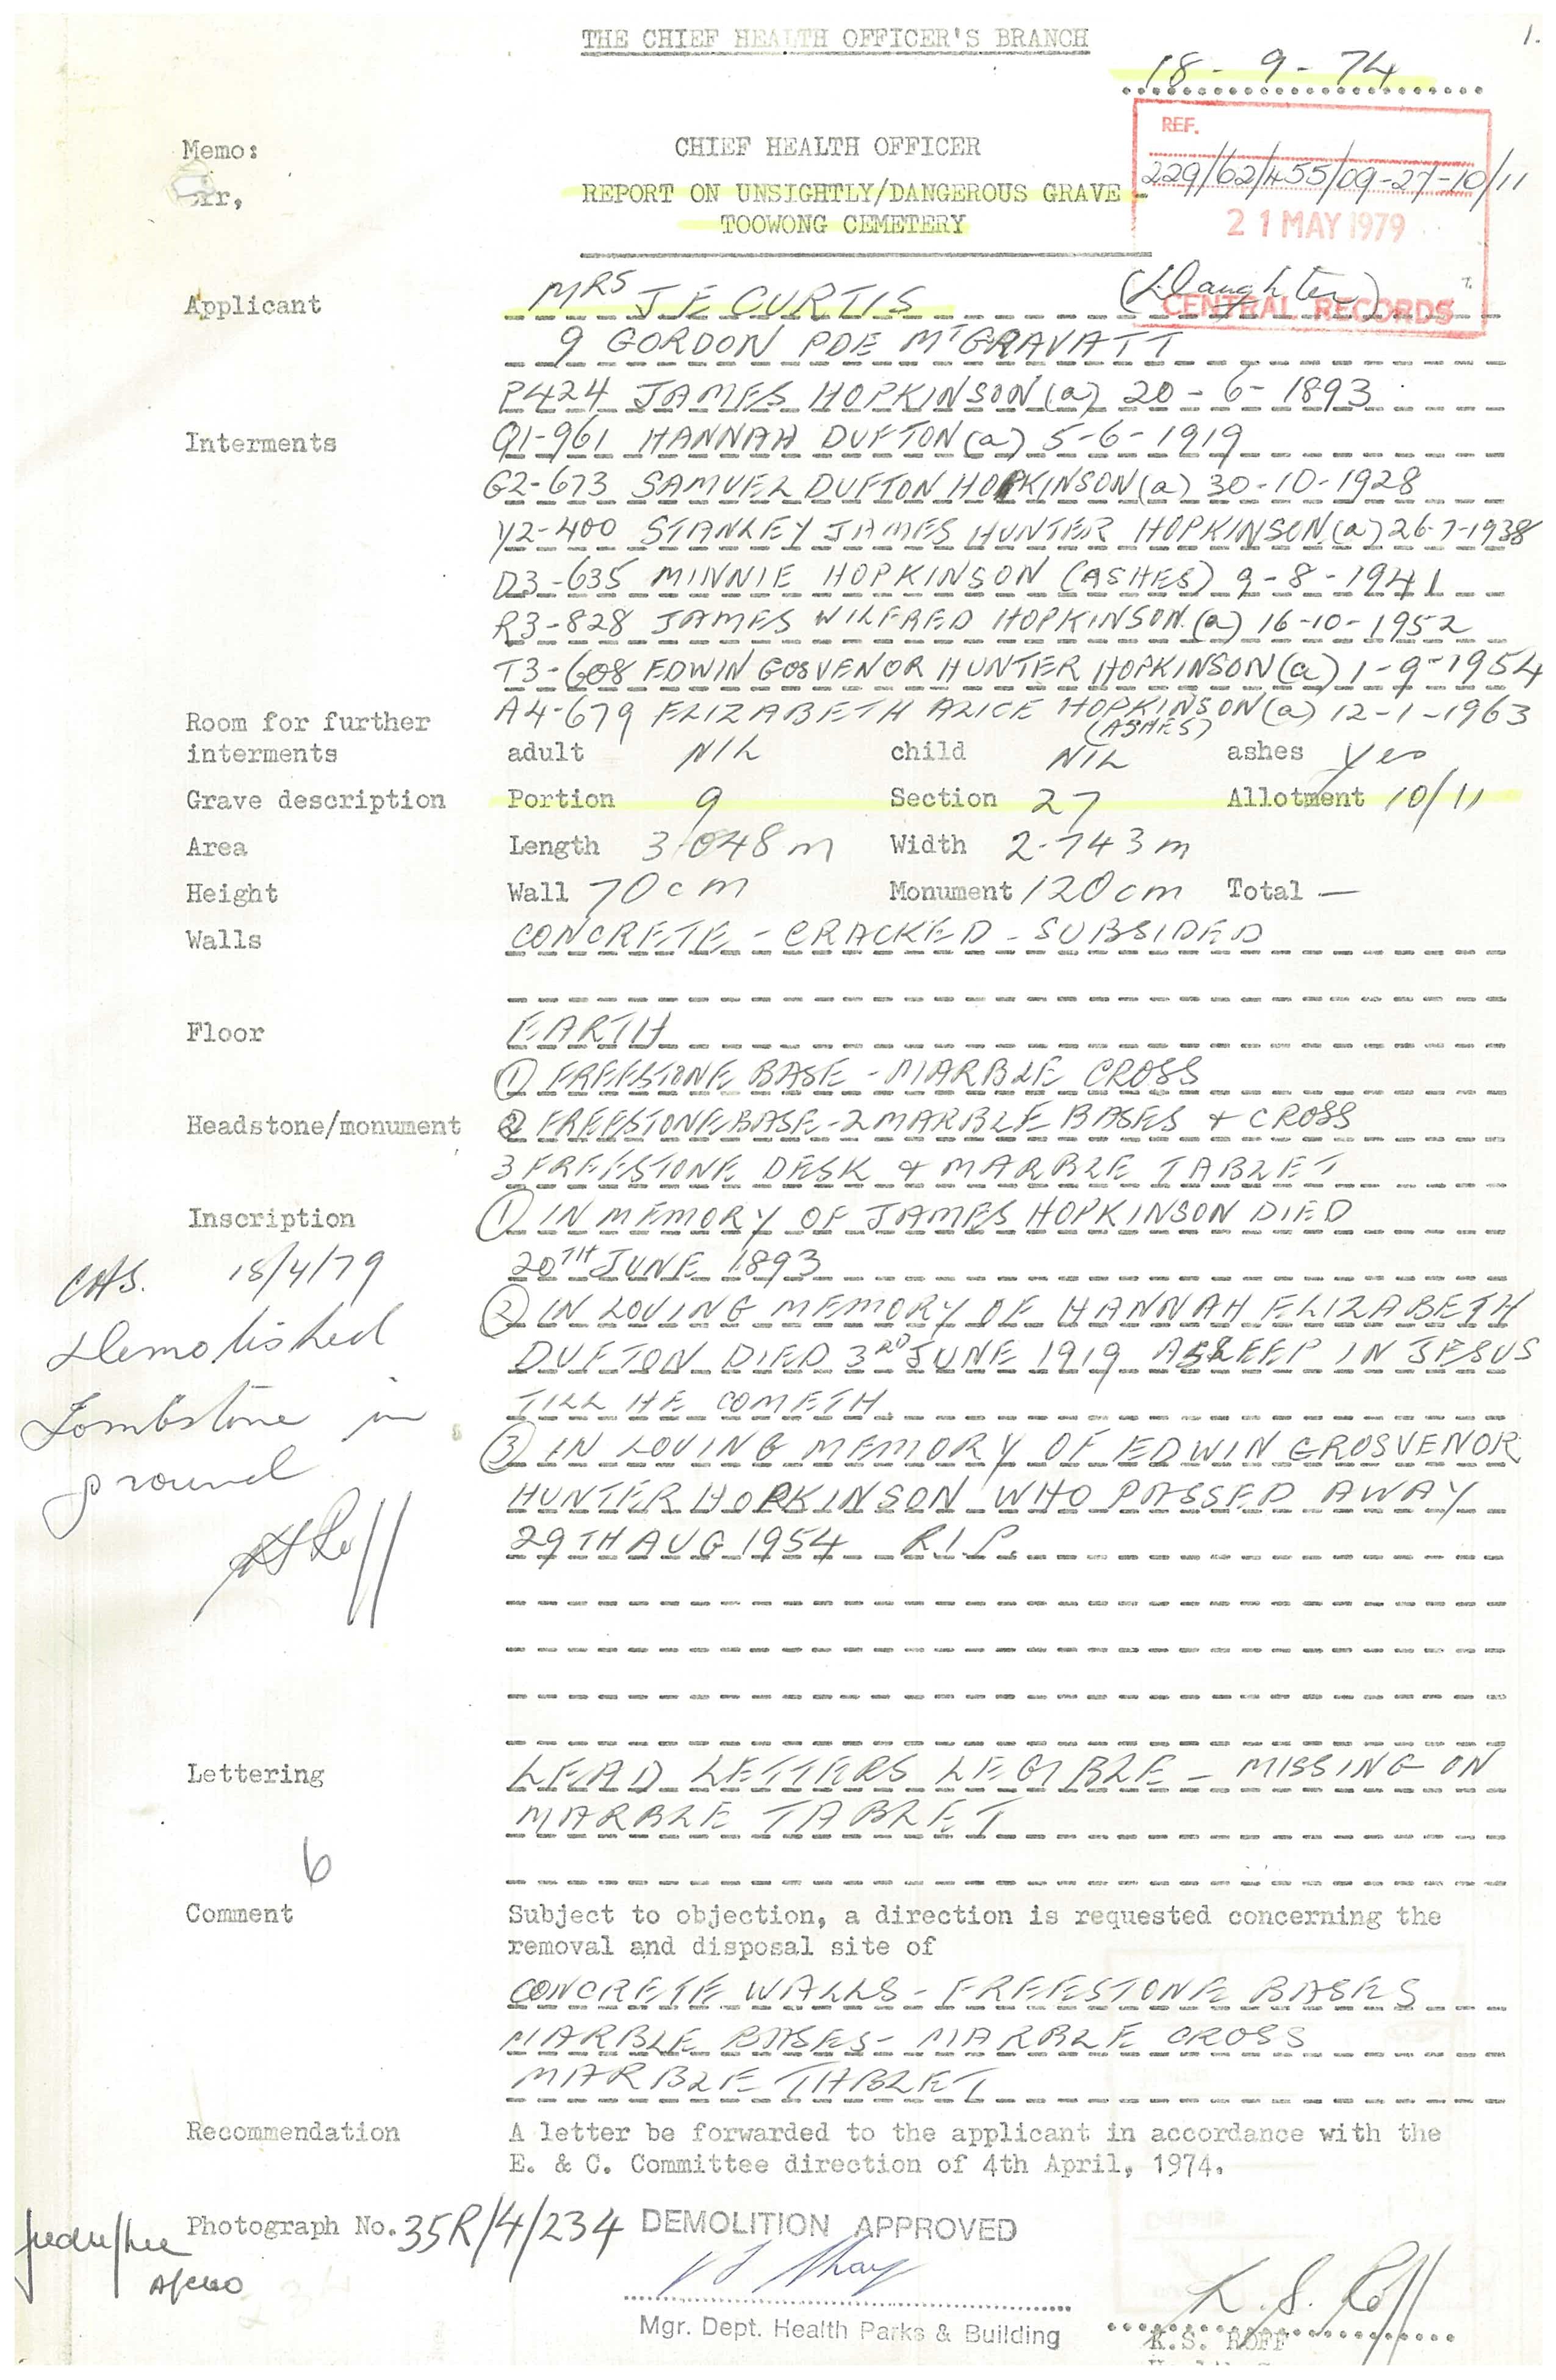 1.
THE CHIEF HEALTH OFFICER'S BRANCH
18 - 9 - 74
Memo:
CHIEF HEALTH OFFICER
REF.
229/62/455/09-27-10/11
REPORT ON UNSIGHTLY/DANGEROUS GRAVE -
TOOWONG CEMETERY
21 MAY 1979
CENTRAL RECORDS
Applicant MRS J E CURTIS (Daughter)
9 GORDON PDE MT GRAVATT
P424 JAMES HOPKINSON (a) 20 - 6 - 1893
Interments Q1-961 HANNAH DUFTON (a) 5-6-1919
G2-673 SAMUEL DUFTON HOPKINSON (a) 30-10-1928
Y2-400 STANLEY JAMES HUNTER HOPKINSON (a) 26-7-1938
D3-635 MINNIE HOPKINSON (ASHES) 9-8-1941
R3-828 JAMES WILFRED HOPKINSON (a) 16-10-1952
T3-608 EDWIN GOSVENOR HUNTER HOPKINSON (a) 1-9-1954
A4-679 ELIZABETH ALICE HOPKINSON (a) 12-1-1963
(ASHES)
Room for further
interments adult NIL child NIL ashes Yes
Grave description Portion 9 Section 27 Allotment 10/11
Area Length 3.048 m Width 2.743 m
Height Wall 70 cm Monument 120 cm Total —
Walls CONCRETE - CRACKED - SUBSIDED
Floor EARTH
1 FREESTONE BASE - MARBLE CROSS
Headstone/monument 2 FREESTONE BASE - 2 MARBLE BASES + CROSS
3 FREESTONE DESK & MARBLE TABLET
Inscription 1 IN MEMORY OF JAMES HOPKINSON DIED
20TH JUNE 1893
2 IN LOVING MEMORY OF HANNAH ELIZABETH
DUFTON DIED 3RD JUNE 1919 ASLEEP IN JESUS
TILL HE COMETH.
3 IN LOVING MEMORY OF EDWIN GROSVENOR
HUNTER HOPKINSON WHO PASSED AWAY
29TH AUG 1954 R.I.P.
18/4/79
Demolished
Tombstone in
ground
Lettering LEAD LETTERS LEGIBLE - MISSING ON
MARBLE TABLET
6
Comment Subject to objection, a direction is requested concerning the
removal and disposal site of
CONCRETE WALLS - FREESTONE BASES
MARBLE BASES - MARBLE CROSS
MARBLE TABLET
Recommendation A letter be forwarded to the applicant in accordance with the
E. & C. Committee direction of 4th April, 1974.
Photograph No. 35R/4/234 DEMOLITION APPROVED
K. S. Roff
Mgr. Dept. Health Parks & Building
K.S. ROFF